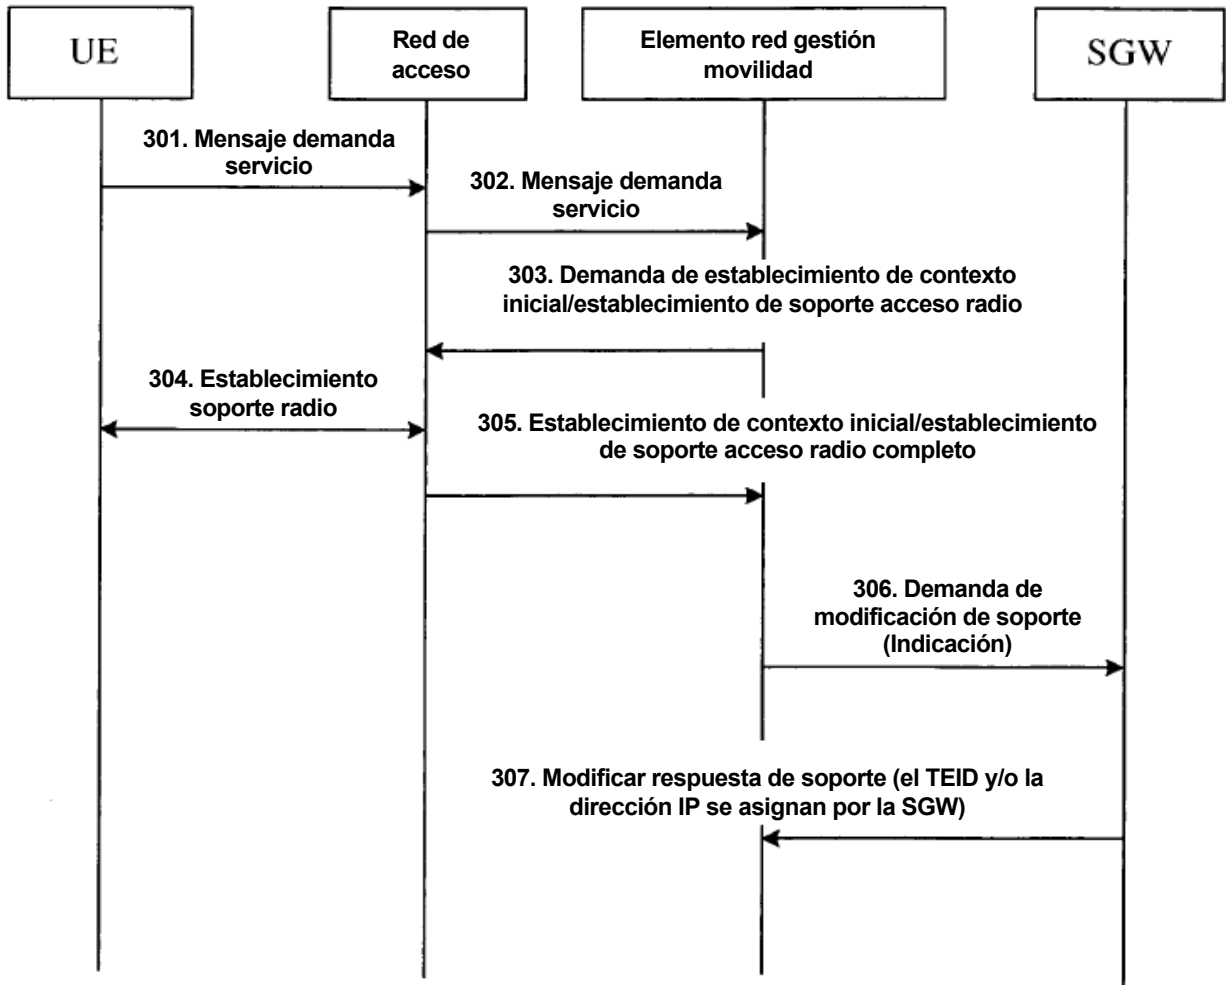 UE
Red de
acceso
Elemento red gestión
movilidad
SGW
301. Mensaje demanda
servicio
302. Mensaje demanda
servicio
303. Demanda de establecimiento de contexto
inicial/establecimiento de soporte acceso radio
304. Establecimiento
soporte radio
305. Establecimiento de contexto inicial/establecimiento
de soporte acceso radio completo
306. Demanda de
modificación de soporte
(Indicación)
307. Modificar respuesta de soporte (el TEID y/o la
dirección IP se asignan por la SGW)